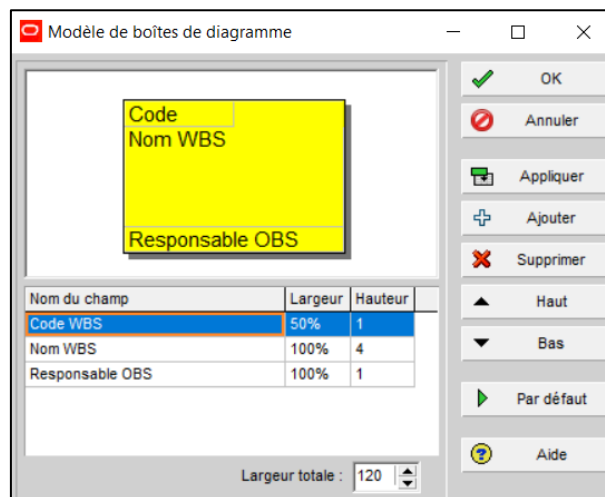 Modèle de boîtes de diagramme
Code
Nom WBS
Responsable OBS
OK
Annuler
Appliquer
Ajouter
Supprimer
Haut
Bas
Par défaut
Aide
Nom du champ Largeur Hauteur
Code WBS 50% 1
Nom WBS 100% 4
Responsable OBS 100% 1
Largeur totale : 120